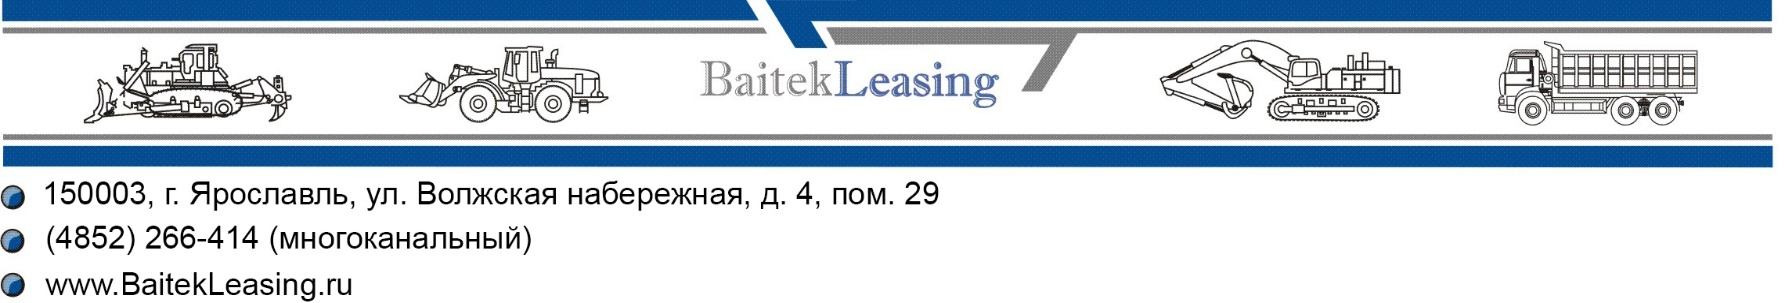 BaitekLeasing
150003, г. Ярославль, ул. Волжская набережная, д. 4, пом. 29
(4852) 266-414 (многоканальный)
www.BaitekLeasing.ru